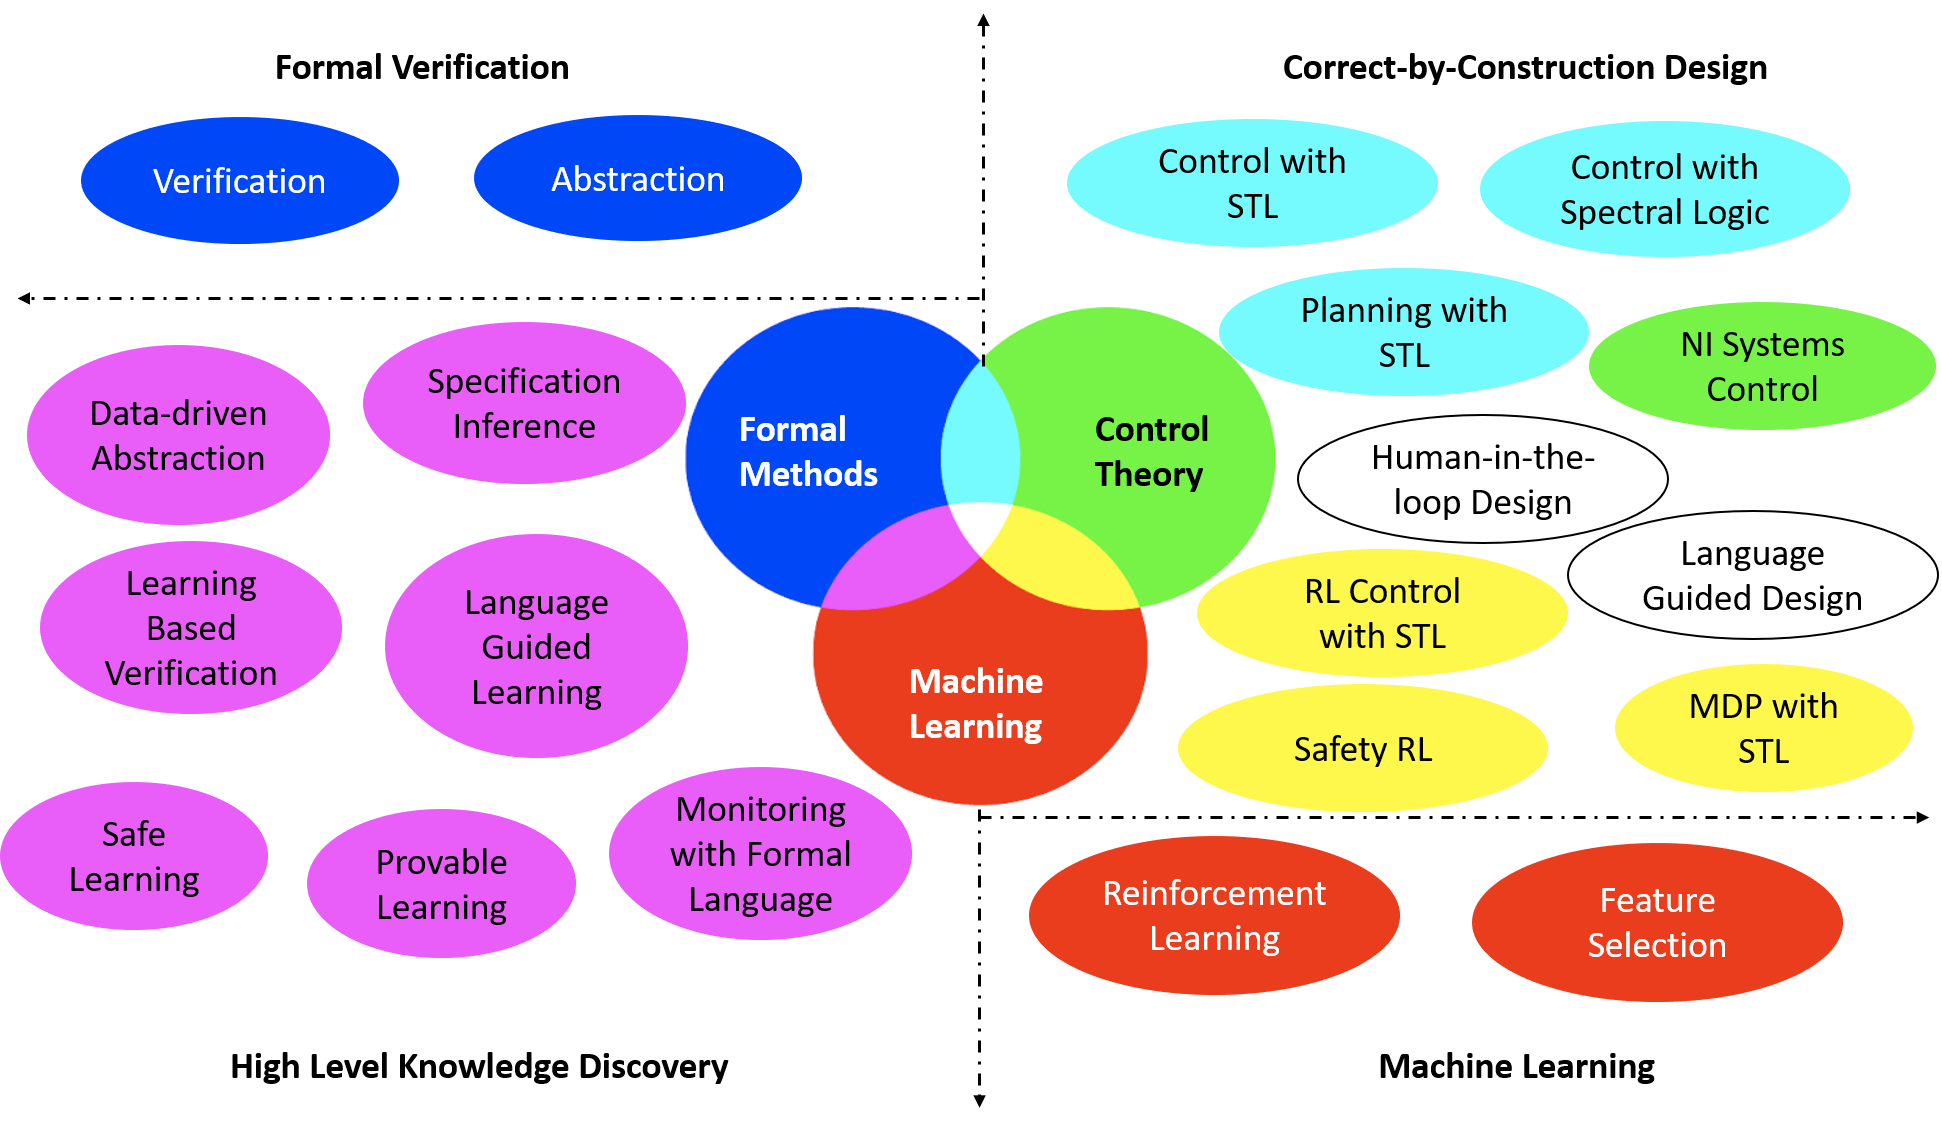 Formal Verification
Correct-by-Construction Design
Verification
Abstraction
Control with
STL
Control with
Spectral Logic
Planning with
STL
NI Systems
Control
Data-driven
Abstraction
Specification
Inference
Formal
Methods
Control
Theory
Human-in-the-
loop Design
Language
Guided Design
Learning
Based
Verification
Language
Guided
Learning
RL Control
with STL
Machine
Learning
Safety RL
MDP with
STL
Safe
Learning
Provable
Learning
Monitoring
with Formal
Language
Reinforcement
Learning
Feature
Selection
High Level Knowledge Discovery
Machine Learning